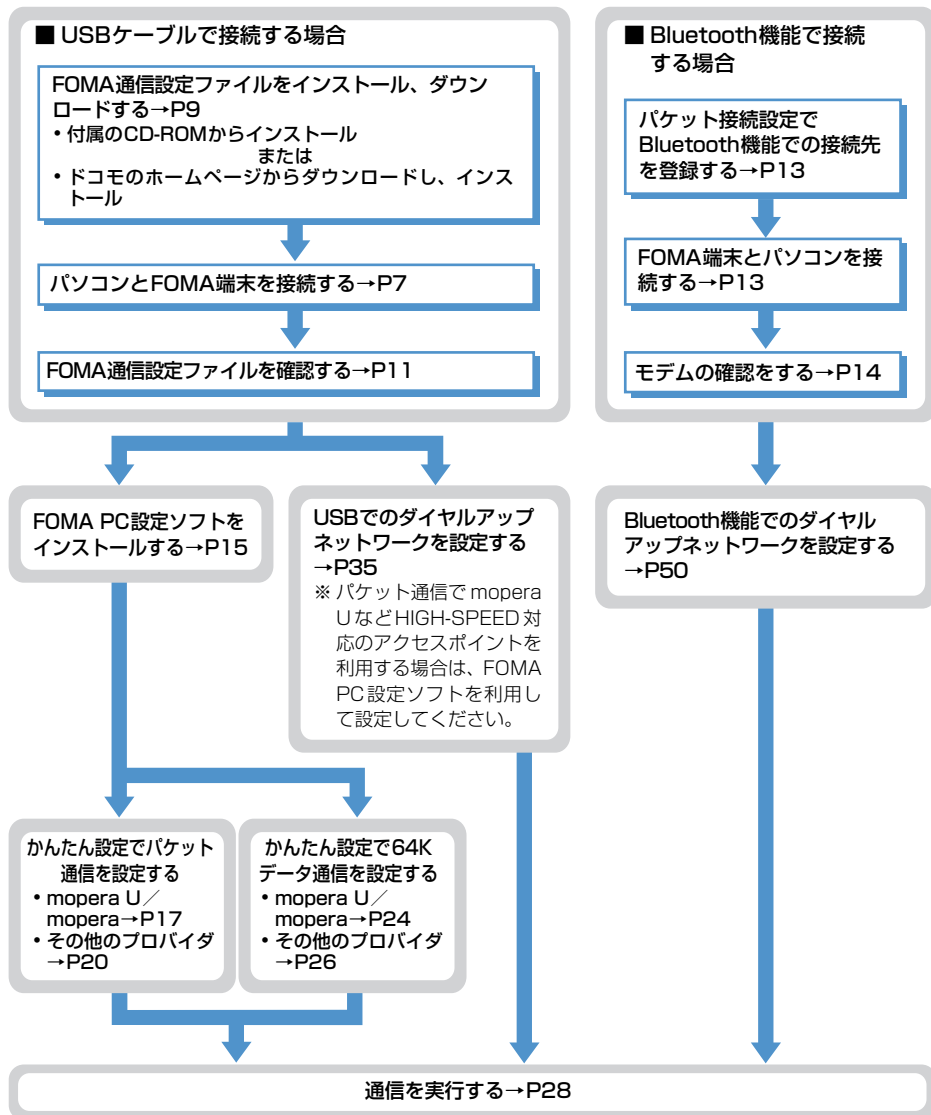 ■ USBケーブルで接続する場合
FOMA通信設定ファイルをインストール、ダウン
ロードする→P9
• 付属のCD-ROMからインストール
または
• ドコモのホームページからダウンロードし、インス
トール
パソコンとFOMA端末を接続する→P7
FOMA通信設定ファイルを確認する→P11
■ Bluetooth機能で接続
する場合
パケット接続設定で
Bluetooth機能での接続先
を登録する→P13
FOMA端末とパソコンを接
続する→P13
モデムの確認をする→P14
FOMA PC設定ソフトを
インストールする→P15
USBでのダイヤルアップ
ネットワークを設定する
→P35
※ パケット通信で mopera
UなどHIGH-SPEED対
応のアクセスポイントを
利用する場合は、FOMA
PC設定ソフトを利用し
て設定してください。
Bluetooth機能でのダイヤル
アップネットワークを設定する
→P50
かんたん設定でパケット
通信を設定する
• mopera U／
mopera→P17
• その他のプロバイダ
→P20
かんたん設定で64K
データ通信を設定する
• mopera U／
mopera→P24
• その他のプロバイダ
→P26
通信を実行する→P28